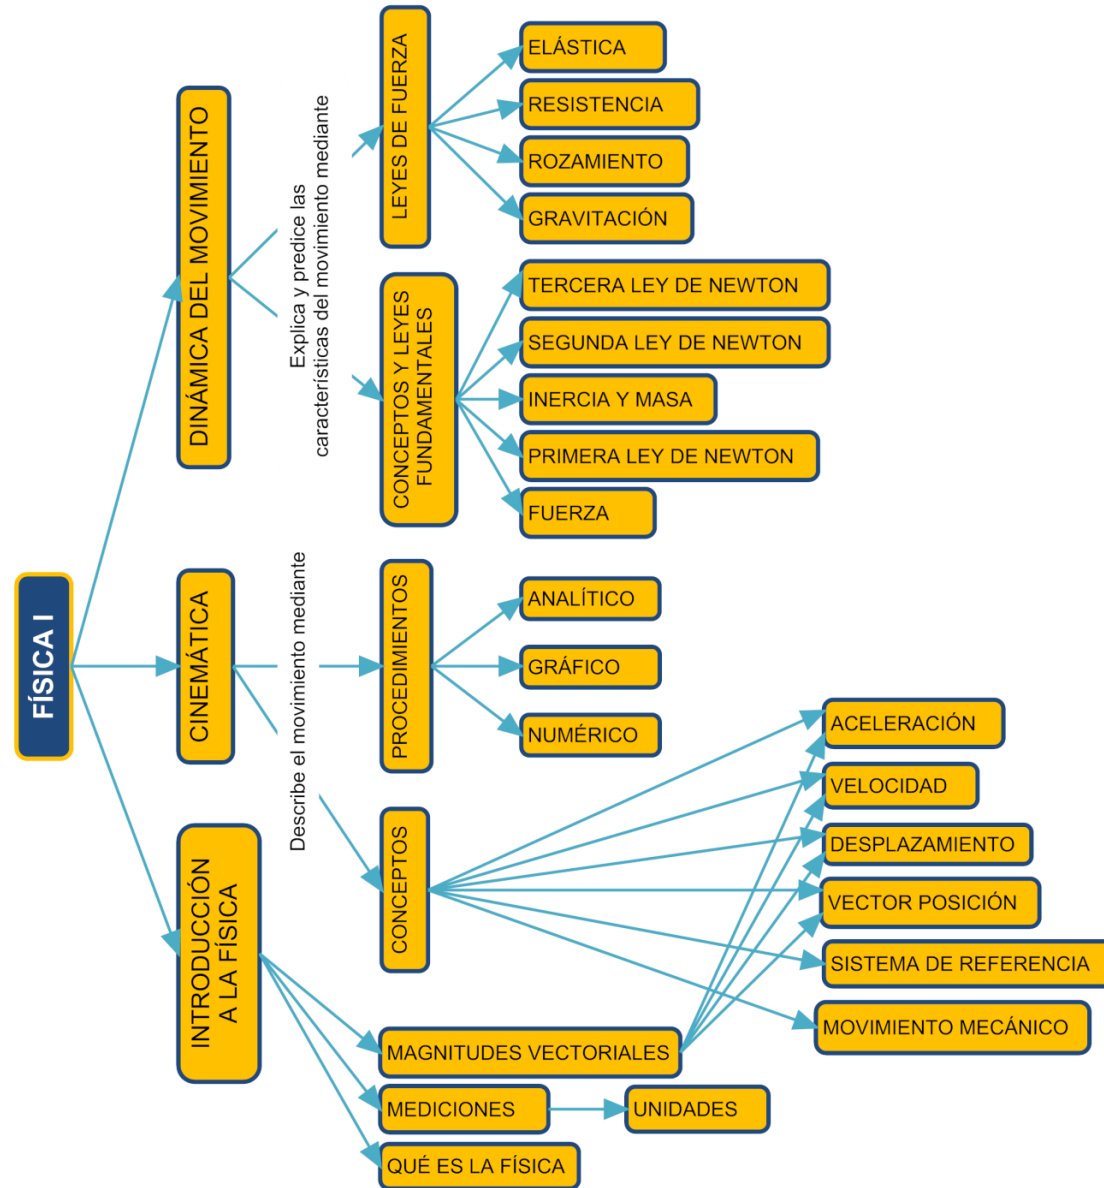 FÍSICA I
DINÁMICA DEL MOVIMIENTO
Explica y predice las
características del movimiento mediante
LEYES DE FUERZA
ELÁSTICA
RESISTENCIA
ROZAMIENTO
GRAVITACIÓN
CONCEPTOS Y LEYES
FUNDAMENTALES
TERCERA LEY DE NEWTON
SEGUNDA LEY DE NEWTON
INERCIA Y MASA
PRIMERA LEY DE NEWTON
FUERZA
CINEMÁTICA
Describe el movimiento mediante
PROCEDIMIENTOS
ANALÍTICO
GRÁFICO
NUMÉRICO
CONCEPTOS
ACELERACIÓN
VELOCIDAD
DESPLAZAMIENTO
VECTOR POSICIÓN
SISTEMA DE REFERENCIA
MOVIMIENTO MECÁNICO
INTRODUCCIÓN
A LA FÍSICA
MAGNITUDES VECTORIALES
MEDICIONES
UNIDADES
QUÉ ES LA FÍSICA